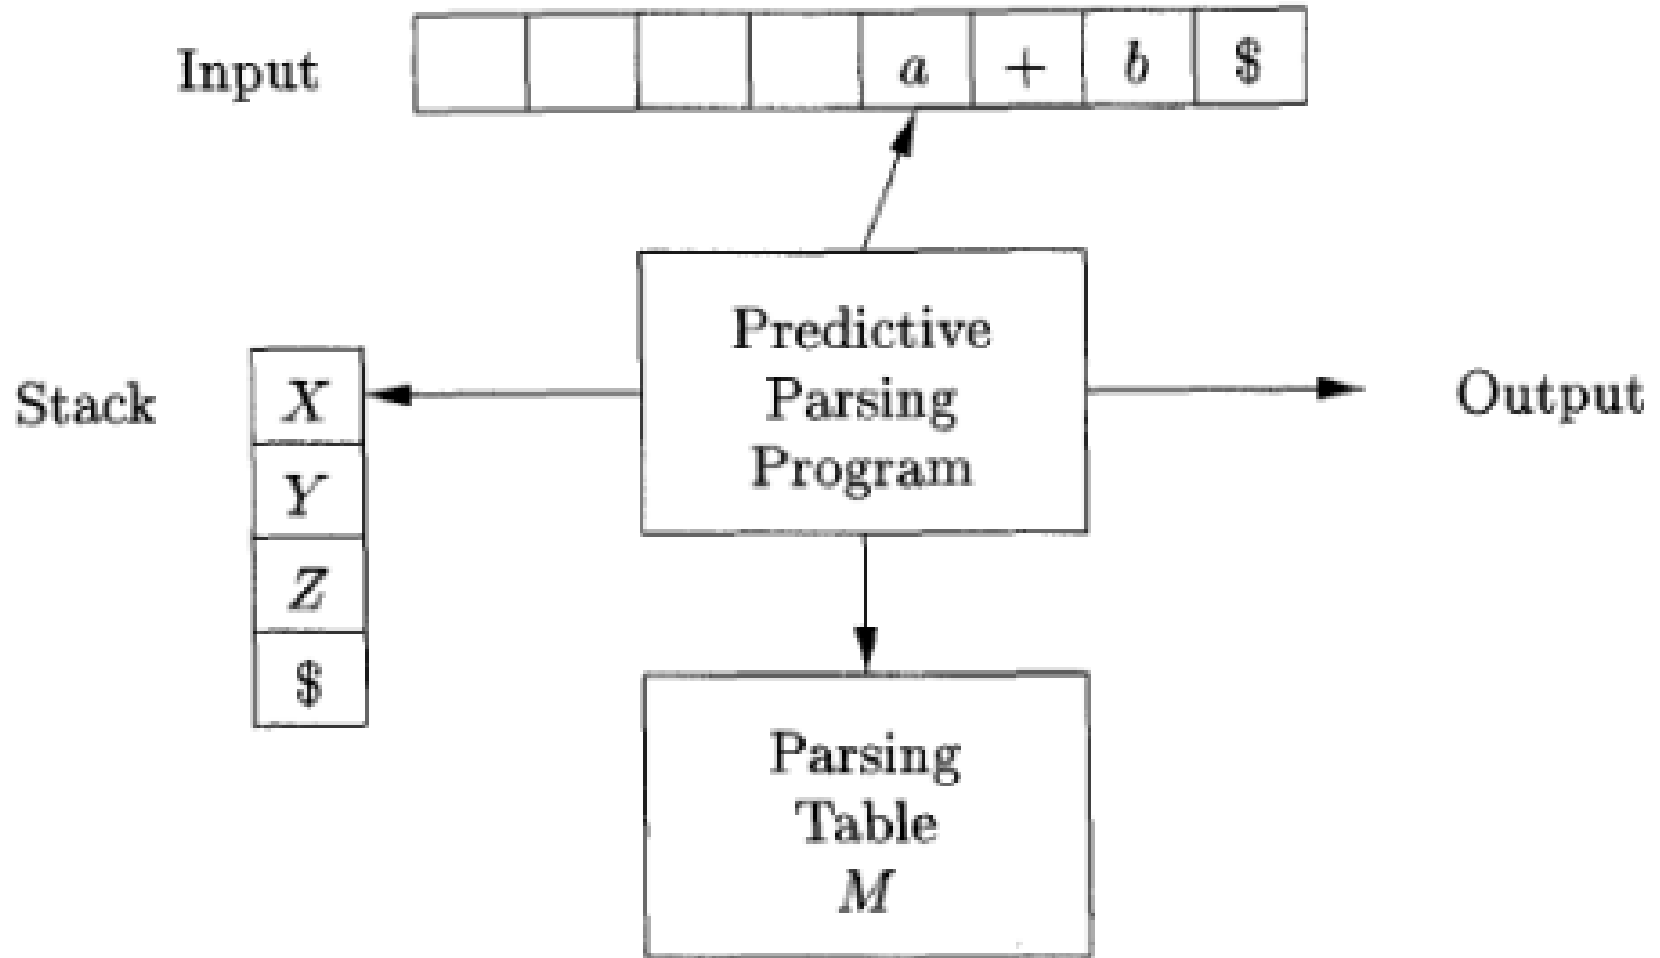 Input
a + b $
Predictive
Parsing
Program
Stack
X
Y
Z
$
Output
Parsing
Table
M